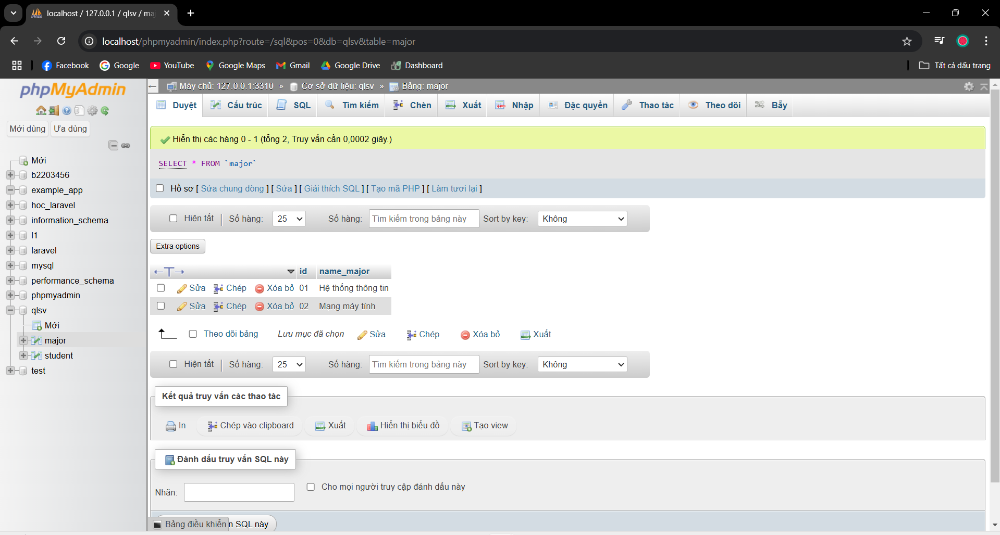 localhost / 127.0.0.1 / qlsv / ma
localhost/phpmyadmin/index.php?route=/sql&pos=0&db=qlsv&table=major
Facebook Google YouTube Google Maps Gmail Google Drive Dashboard Tất cả dấu trang
phpMyAdmin
Mới dùng Ưa dùng
Mới
b2203456
example_app
hoc_laravel
information_schema
l1
laravel
mysql
performance_schema
phpmyadmin
qlsv
Mới
major
student
test
Máy chủ: 127.0.0.1:3310 » Cơ sở dữ liệu: qlsv » Bảng: major
Duyệt Cấu trúc SQL Tìm kiếm Chèn Xuất Nhập Đặc quyền Thao tác Theo dõi Bẫy
Hiển thị các hàng 0 - 1 (tổng 2, Truy vấn cần 0,0002 giây.)
SELECT * FROM `major`
Hồ sơ [ Sửa chung dòng ] [ Sửa ] [ Giải thích SQL ] [ Tạo mã PHP ] [ Làm tươi lại ]
Hiện tất Số hàng: 25 Số hàng: Tìm kiếm trong bảng này Sort by key: Không
Extra options
←T→ id name_major
Sửa Chép Xóa bỏ 01 Hệ thống thông tin
Sửa Chép Xóa bỏ 02 Mạng máy tính
Theo dõi bảng Lưu mục đã chọn Sửa Chép Xóa bỏ Xuất
Hiện tất Số hàng: 25 Số hàng: Tìm kiếm trong bảng này Sort by key: Không
Kết quả truy vấn các thao tác
In Chép vào clipboard Xuất Hiển thị biểu đồ Tạo view
Đánh dấu truy vấn SQL này
Nhãn: Cho mọi người truy cập đánh dấu này
Bảng điều khiển n SQL này